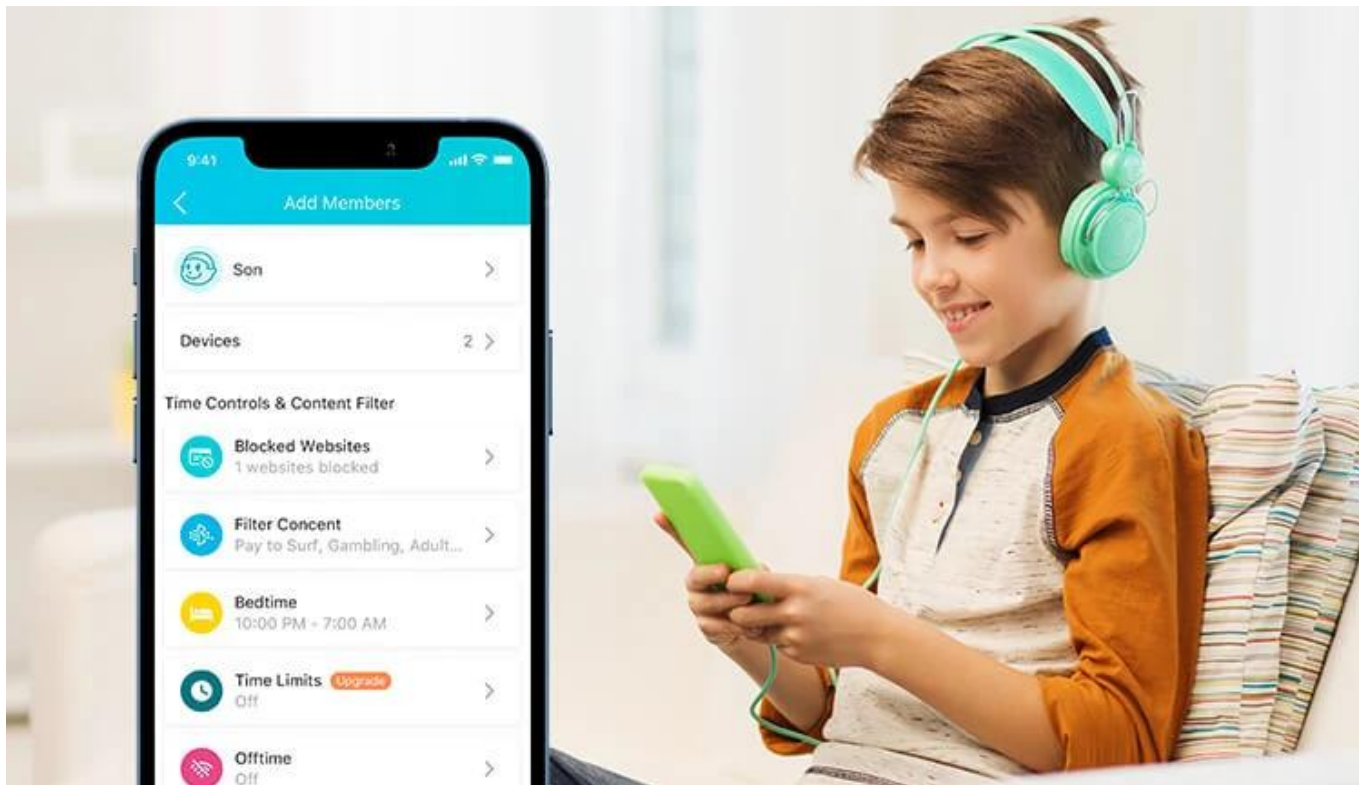 9:41
Add Members
Son
Devices 2
Time Controls & Content Filter
Blocked Websites
1 websites blocked
Filter Concent
Pay to Surf, Gambling, Adult...
Bedtime
10:00 PM - 7:00 AM
Time Limits Upgrade
Off
Offtime
Off